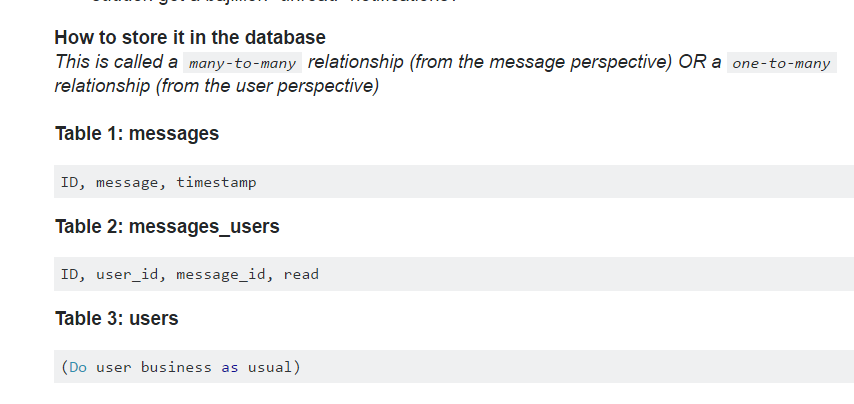 How to store it in the database
This is called a many-to-many relationship (from the message perspective) OR a one-to-many
relationship (from the user perspective)
Table 1: messages
ID, message, timestamp
Table 2: messages_users
ID, user_id, message_id, read
Table 3: users
(Do user business as usual)